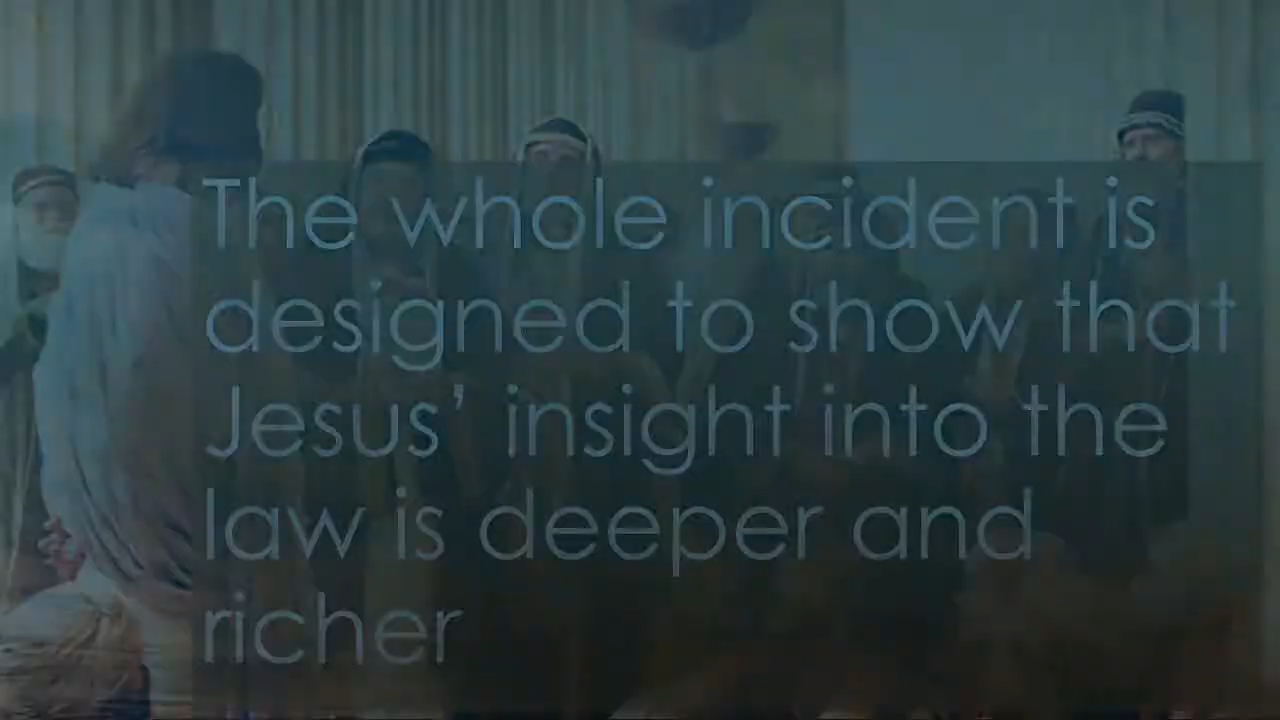 The whole incident is
designed to show that
Jesus’ insight into the
law is deeper and
richer